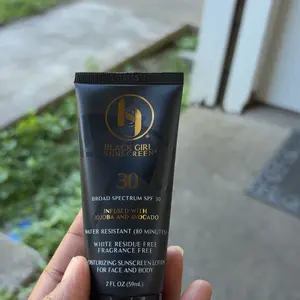 BLACK GIRL
SUNSCREEN
30
BROAD SPECTRUM SPF 30
INFUSED WITH
JOJOBA AND AVOCADO
WATER RESISTANT (80 MINUTES)
WHITE RESIDUE FREE
FRAGRANCE FREE
MOISTURIZING SUNSCREEN LOTION
FOR FACE AND BODY
2 FL OZ (59mL)